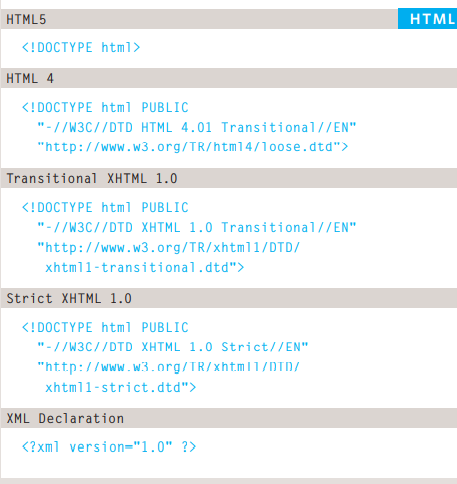 HTML5
HTML
<!DOCTYPE html>
HTML 4
<!DOCTYPE html PUBLIC
"-//W3C//DTD HTML 4.01 Transitional//EN"
"http://www.w3.org/TR/html4/loose.dtd">
Transitional XHTML 1.0
<!DOCTYPE html PUBLIC
"-//W3C//DTD XHTML 1.0 Transitional//EN"
"http://www.w3.org/TR/xhtml1/DTD/
xhtml1-transitional.dtd">
Strict XHTML 1.0
<!DOCTYPE html PUBLIC
"-//W3C//DTD XHTML 1.0 Strict//EN"
"http://www.w3.org/TR/xhtml1/DTD/
xhtml1-strict.dtd">
XML Declaration
<?xml version="1.0" ?>